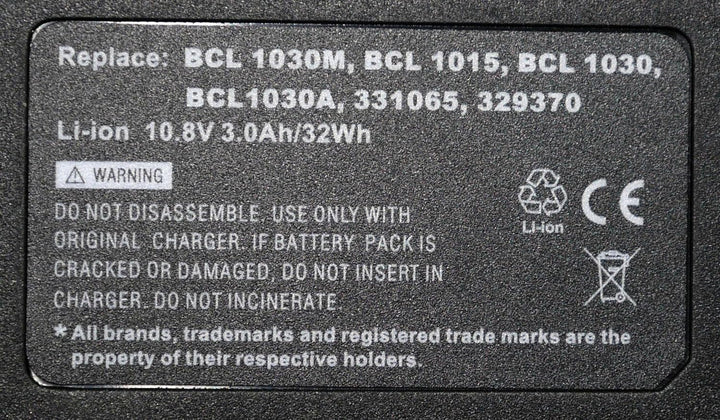 Replace: BCL 1030M, BCL 1015, BCL 1030,
BCL1030A, 331065, 329370
Li-ion 10.8V 3.0Ah/32Wh
⚠ WARNING
DO NOT DISASSEMBLE. USE ONLY WITH
ORIGINAL CHARGER. IF BATTERY PACK IS
CRACKED OR DAMAGED, DO NOT INSERT IN
CHARGER. DO NOT INCINERATE
Li-ion
CE
*All brands, trademarks and registered trade marks are the
property of their respective holders.